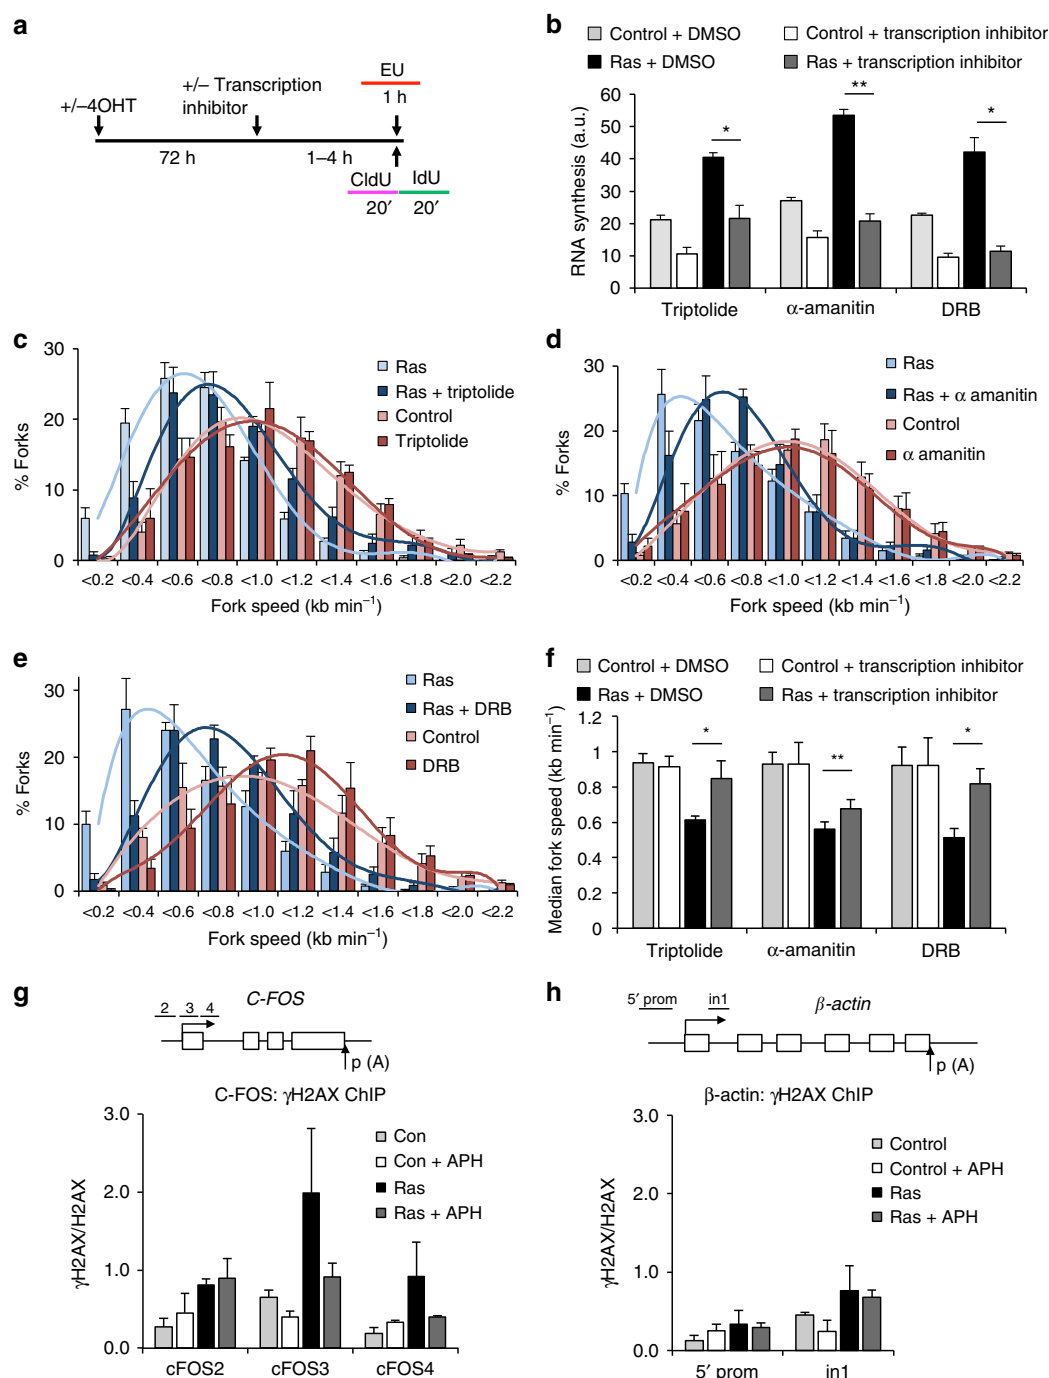 a
EU
1 h
+/– Transcription
inhibitor
+/–4OHT
72 h
1–4 h
CldU
IdU
20′
20′
b
Control + DMSO
Control + transcription inhibitor
Ras + DMSO
Ras + transcription inhibitor
RNA synthesis (a.u.)
60
50
40
30
20
10
0
*
**
*
Triptolide
α-amanitin
DRB
c
% Forks
30
20
10
0
Ras
Ras + triptolide
Control
Triptolide
<0.2 <0.4 <0.6 <0.8 <1.0 <1.2 <1.4 <1.6 <1.8 <2.0 <2.2
Fork speed (kb min⁻¹)
d
% Forks
30
20
10
0
Ras
Ras + α amanitin
Control
α amanitin
<0.2 <0.4 <0.6 <0.8 <1.0 <1.2 <1.4 <1.6 <1.8 <2.0 <2.2
Fork speed (kb min⁻¹)
e
% Forks
30
20
10
0
Ras
Ras + DRB
Control
DRB
<0.2 <0.4 <0.6 <0.8 <1.0 <1.2 <1.4 <1.6 <1.8 <2.0 <2.2
Fork speed (kb min⁻¹)
f
Control + DMSO
Control + transcription inhibitor
Ras + DMSO
Ras + transcription inhibitor
Median fork speed (kb min⁻¹)
1.2
1
0.8
0.6
0.4
0.2
0
*
**
*
Triptolide
α-amanitin
DRB
g
C-FOS
2 3 4
p (A)
C-FOS: γH2AX ChIP
γH2AX/H2AX
3.0
2.0
1.0
0.0
Con
Con + APH
Ras
Ras + APH
cFOS2
cFOS3
cFOS4
h
5′ prom
in1
β-actin
p (A)
β-actin: γH2AX ChIP
γH2AX/H2AX
3.0
2.0
1.0
0.0
Control
Control + APH
Ras
Ras + APH
5′ prom
in1